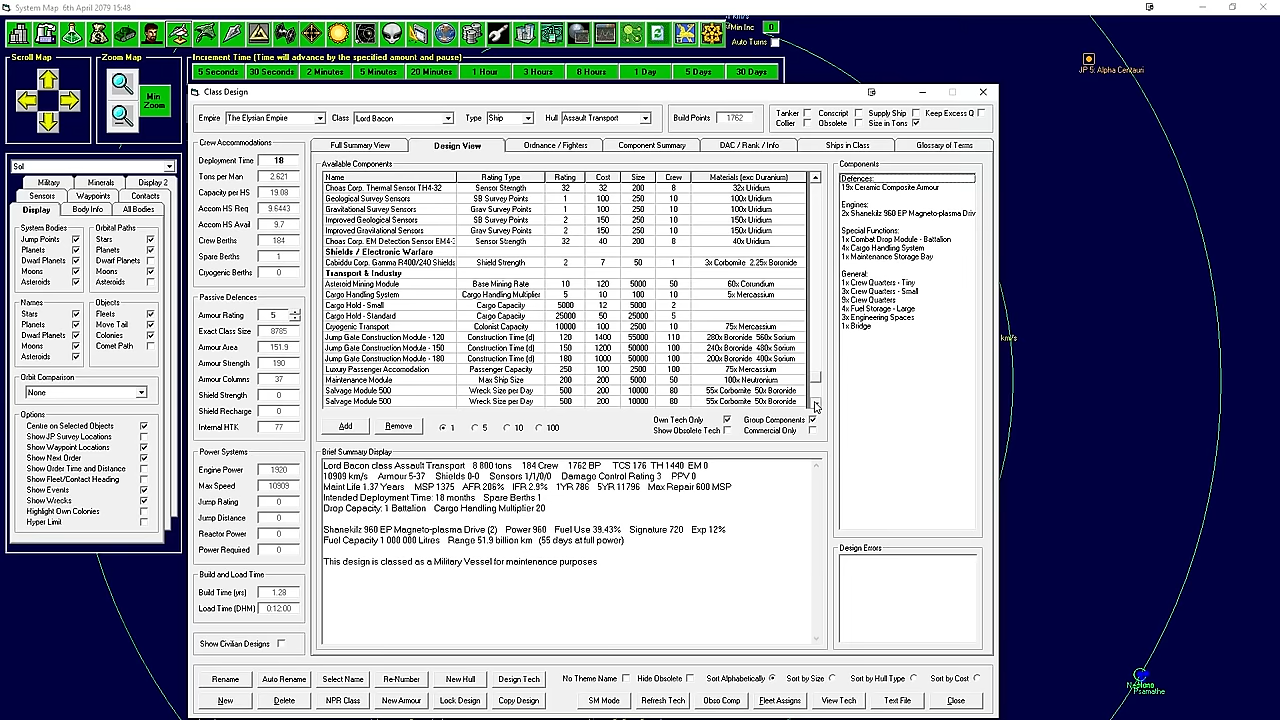 System Map 6th April 2079 15:48
km/s
Min Inc 0
Auto Turns
Scroll Map
Zoom Map
Min Zoom
Increment Time (Time will advance by the specified amount and pause)
5 Seconds 30 Seconds 2 Minutes 5 Minutes 20 Minutes 1 Hour 3 Hours 8 Hours 1 Day 5 Days 30 Days
JP 5: Alpha Centauri
Sol
Military Minerals Display 2
Sensors Waypoints Contacts
Display Body Info All Bodies
System Bodies
Jump Points
Planets
Dwarf Planets
Moons
Asteroids
Orbital Paths
Stars
Planets
Dwarf Planets
Moons
Asteroids
Names
Stars
Planets
Dwarf Planets
Moons
Asteroids
Objects
Fleets
Move Tail
Colonies
Comet Path
Orbit Comparison
None
Options
Centre on Selected Objects
Show JP Survey Locations
Show Waypoint Locations
Show Next Order
Show Order Time and Distance
Show Fleet/Contact Heading
Show Events
Show Wrecks
Highlight Own Colonies
Hyper Limit
Class Design
Empire The Elysian Empire Class Lord Bacon Type Ship Hull Assault Transport Build Points 1762
Tanker Conscript Supply Ship Keep Excess Q
Collier Obsolete Size in Tons
Crew Accommodations
Deployment Time 18
Tons per Man 2.621
Capacity per HS 19.08
Accom HS Req 9.6443
Accom HS Avail 9.7
Crew Berths 184
Spare Berths 1
Cryogenic Berths 0
Passive Defences
Armour Rating 5
Exact Class Size 8785
Armour Area 151.9
Armour Strength 190
Armour Columns 37
Shield Strength 0
Shield Recharge 0
Internal HTK 77
Power Systems
Engine Power 1920
Max Speed 10909
Jump Rating 0
Jump Distance 0
Reactor Power 0
Power Required 0
Build and Load Time
Build Time (yrs) 1.28
Load Time (DHM) 0:12:00
Show Civilian Designs
Full Summary View Design View Ordnance / Fighters Component Summary DAC / Rank / Info Ships in Class Glossary of Terms
Available Components
Name Rating Type Rating Cost Size Crew Materials (exc Duranium)
Choas Corp. Thermal Sensor TH4-32 Sensor Strength 32 32 200 8 32x Uridium
Geological Survey Sensors SB Survey Points 1 100 250 10 100x Uridium
Gravitational Survey Sensors Grav Survey Points 1 100 250 10 100x Uridium
Improved Geological Sensors SB Survey Points 2 150 250 10 150x Uridium
Improved Gravitational Sensors Grav Survey Points 2 150 250 10 150x Uridium
Choas Corp. EM Detection Sensor EM4-3 Sensor Strength 32 40 200 8 40x Uridium
Shields / Electronic Warfare
Cabiddu Corp. Gamma R400/240 Shields Shield Strength 2 7 50 1 3x Corbomite 2.25x Boronide
Transport & Industry
Asteroid Mining Module Base Mining Rate 10 120 5000 50 60x Corundium
Cargo Handling System Cargo Handling Multiplier 5 10 100 10 5x Mercassium
Cargo Hold - Small Cargo Capacity 5000 12 5000 2
Cargo Hold - Standard Cargo Capacity 25000 50 25000 5
Cryogenic Transport Colonist Capacity 10000 100 2500 10 75x Mercassium
Jump Gate Construction Module - 120 Construction Time (d) 120 1400 55000 110 280x Boronide 560x Sorium
Jump Gate Construction Module - 150 Construction Time (d) 150 1200 50000 100 240x Boronide 480x Sorium
Jump Gate Construction Module - 180 Construction Time (d) 180 1000 50000 100 200x Boronide 400x Sorium
Luxury Passenger Accomodation Passenger Capacity 250 100 2500 100 75x Mercassium
Maintenance Module Max Ship Size 200 200 5000 50 100x Neutronium
Salvage Module 500 Wreck Size per Day 500 200 10000 80 55x Corbomite 50x Boronide
Salvage Module 500 Wreck Size per Day 500 200 10000 80 55x Corbomite 50x Boronide
Add Remove 1 5 10 100
Own Tech Only Group Components
Show Obsolete Tech Commercial Only
Brief Summary Display
Lord Bacon class Assault Transport 8 800 tons 184 Crew 1762 BP TCS 176 TH 1440 EM 0
10909 km/s Armour 5-37 Shields 0-0 Sensors 1/1/0/0 Damage Control Rating 3 PPV 0
Maint Life 1.37 Years MSP 1375 AFR 206% IFR 2.9% 1YR 786 5YR 11796 Max Repair 600 MSP
Intended Deployment Time: 18 months Spare Berths 1
Drop Capacity: 1 Battalion Cargo Handling Multiplier 20
Shanekilz 960 EP Magneto-plasma Drive (2) Power 960 Fuel Use 39.43% Signature 720 Exp 12%
Fuel Capacity 1 000 000 Litres Range 51.9 billion km (55 days at full power)
This design is classed as a Military Vessel for maintenance purposes
Components
Defences:
19x Ceramic Composite Armour
Engines:
2x Shanekilz 960 EP Magneto-plasma Driv
Special Functions:
1x Combat Drop Module - Battalion
4x Cargo Handling System
1x Maintenance Storage Bay
General:
1x Crew Quarters - Tiny
3x Crew Quarters - Small
9x Crew Quarters
4x Fuel Storage - Large
3x Engineering Spaces
1x Bridge
Design Errors
km/s
Rename Auto Rename Select Name Re-Number New Hull Design Tech No Theme Name Hide Obsolete Sort Alphabetically Sort by Size Sort by Hull Type Sort by Cost
New Delete NPR Class New Armour Lock Design Copy Design SM Mode Refresh Tech Obso Comp Fleet Assigns View Tech Text File Close
Psamathe